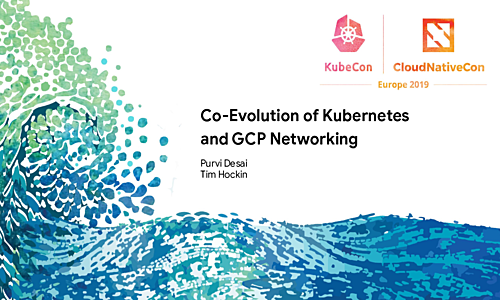 KubeCon
CloudNativeCon
Europe 2019
Co-Evolution of Kubernetes
and GCP Networking
Purvi Desai
Tim Hockin